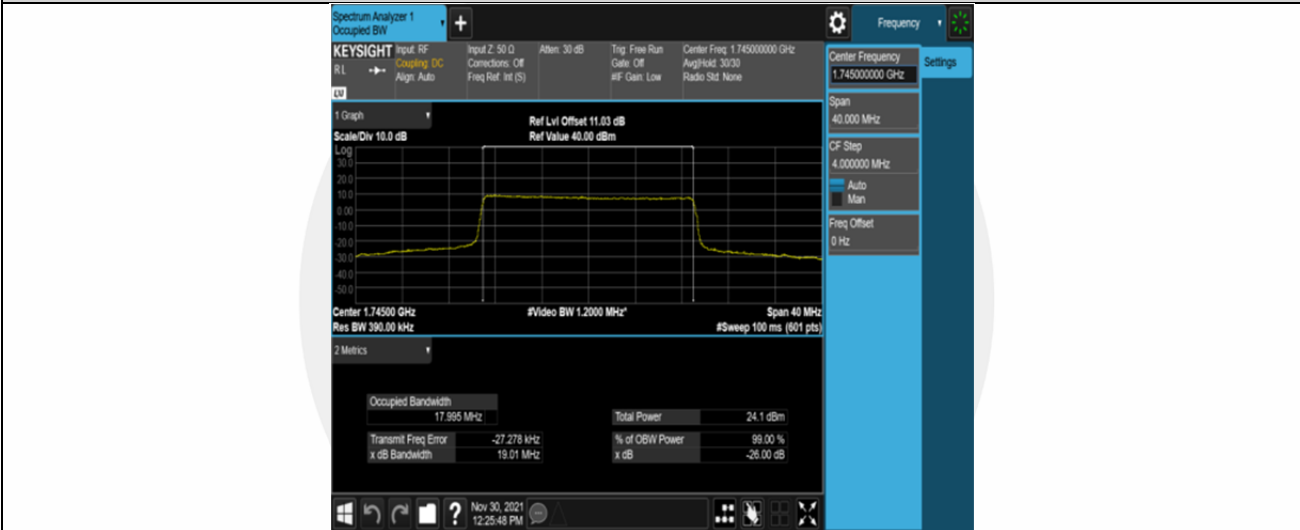 Spectrum Analyzer 1
Occupied BW
+
Frequency
KEYSIGHT
R L
Input: RF
Coupling: DC
Align: Auto
Input Z: 50 Ω
Corrections: Off
Freq Ref: Int (S)
Atten: 30 dB
Trig: Free Run
Gate: Off
#IF Gain: Low
Center Freq: 1.745000000 GHz
Avg|Hold: 30/30
Radio Std: None
Center Frequency
1.745000000 GHz
Settings
Span
40.000 MHz
CF Step
4.000000 MHz
Auto
Man
Freq Offset
0 Hz
1 Graph
Scale/Div 10.0 dB
Ref Lvl Offset 11.03 dB
Ref Value 40.00 dBm
Log
30.0
20.0
10.0
0.00
-10.0
-20.0
-30.0
-40.0
-50.0
Center 1.74500 GHz
#Video BW 1.2000 MHz*
Span 40 MHz
Res BW 390.00 kHz
#Sweep 100 ms (601 pts)
2 Metrics
Occupied Bandwidth
17.995 MHz
Total Power 24.1 dBm
Transmit Freq Error -27.278 kHz
% of OBW Power 99.00 %
x dB Bandwidth 19.01 MHz
x dB -26.00 dB
?
Nov 30, 2021
12:25:48 PM